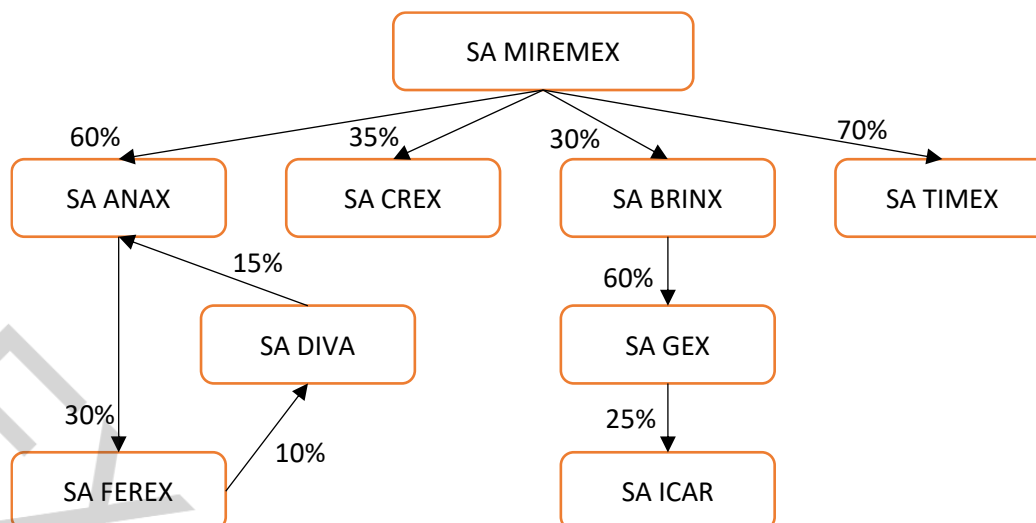 SA MIREMEX
60%
35%
30%
70%
SA ANAX
SA CREX
SA BRINX
SA TIMEX
15%
60%
SA DIVA
SA GEX
30%
10%
25%
SA FEREX
SA ICAR